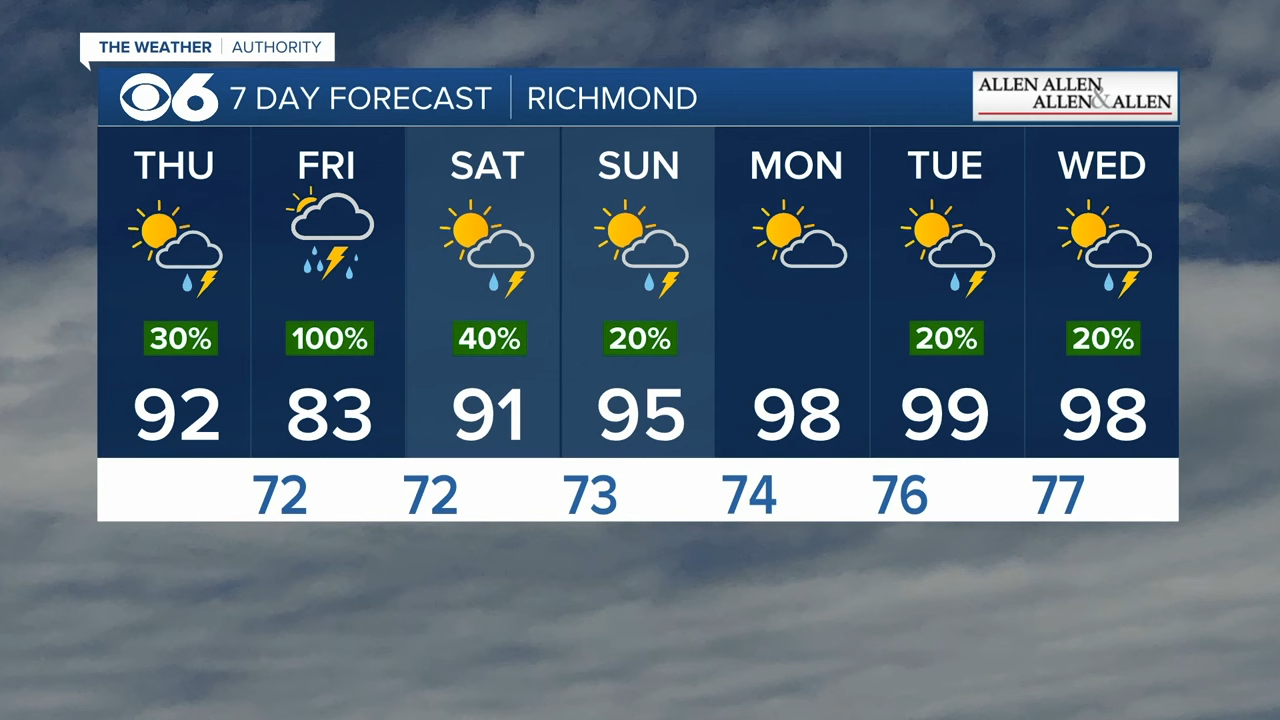 THE WEATHER | AUTHORITY
6 7 DAY FORECAST | RICHMOND
ALLEN ALLEN
ALLEN & ALLEN
THU FRI SAT SUN MON TUE WED
30% 100% 40% 20% 20% 20%
92 83 91 95 98 99 98
72 72 73 74 76 77